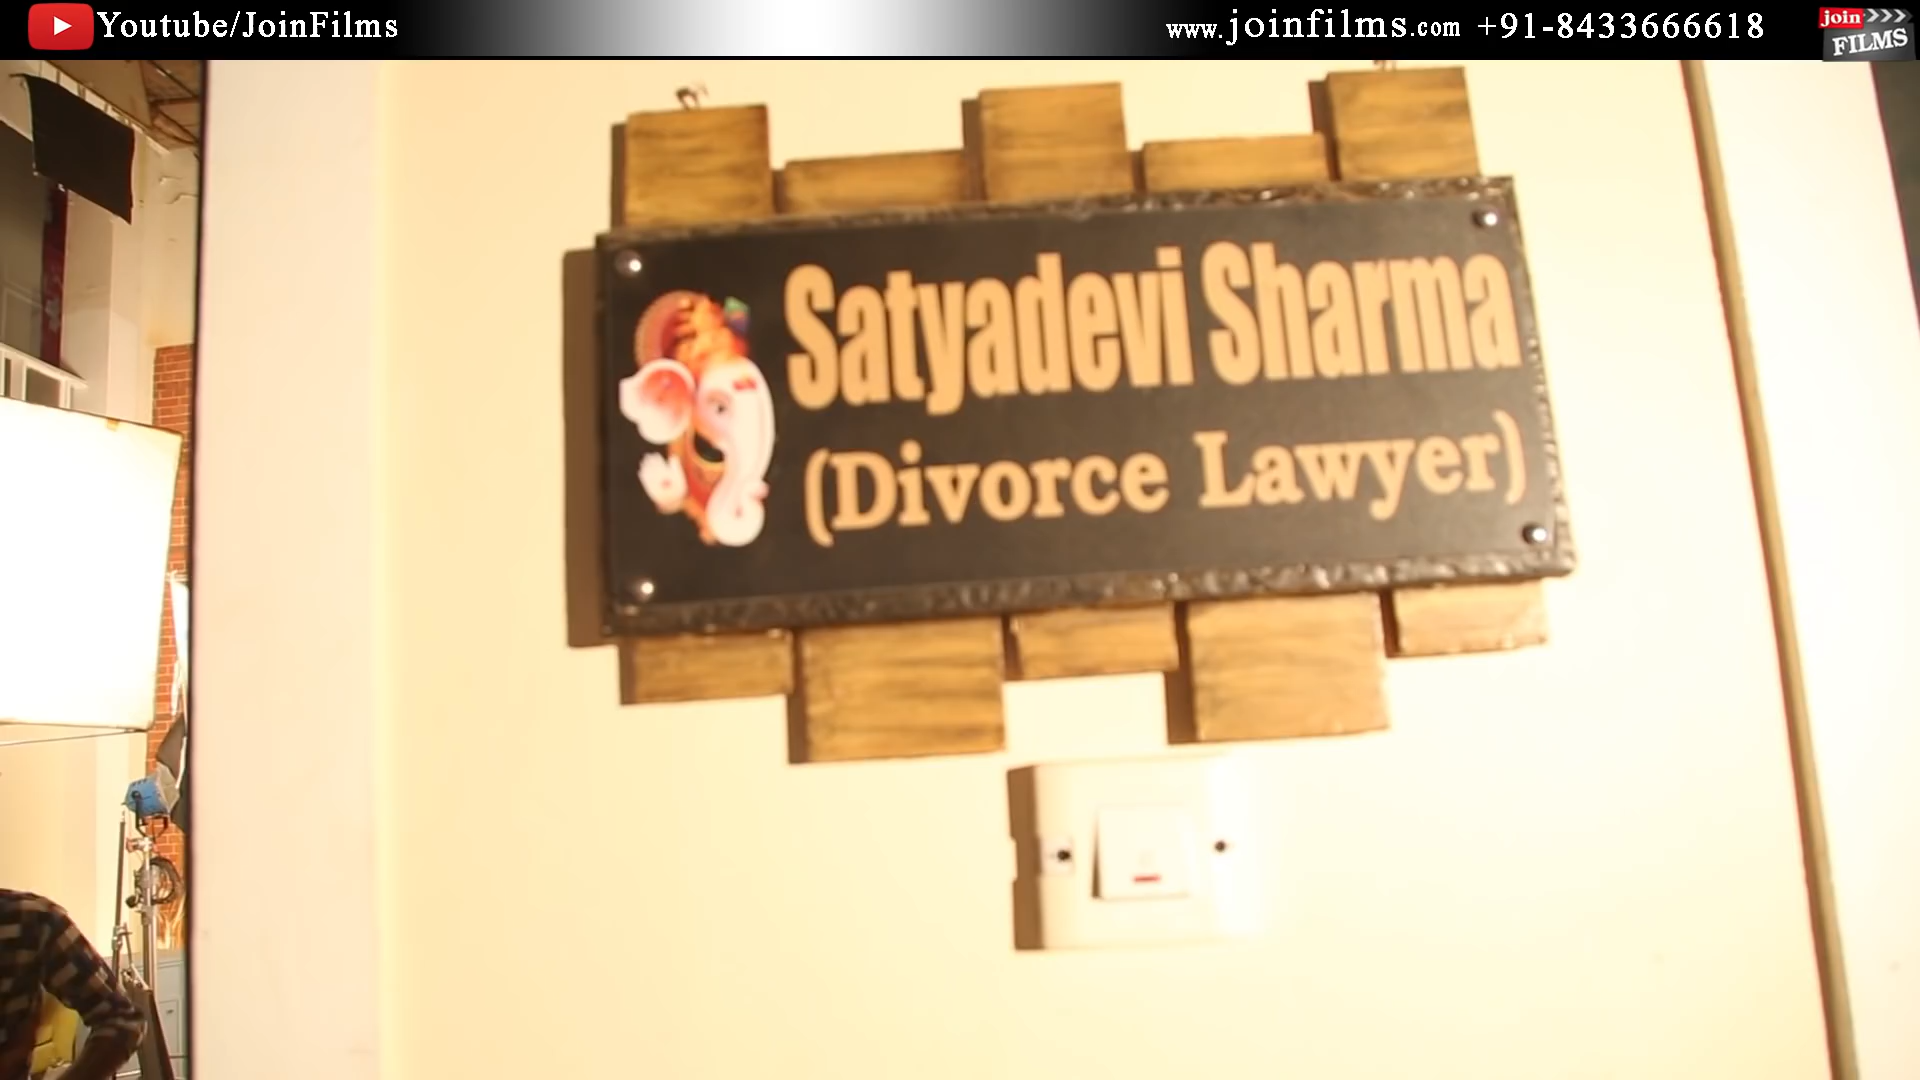 Youtube/JoinFilms
www.joinfilms.com +91-8433666618
join
FILMS
Satyadevi Sharma
(Divorce Lawyer)